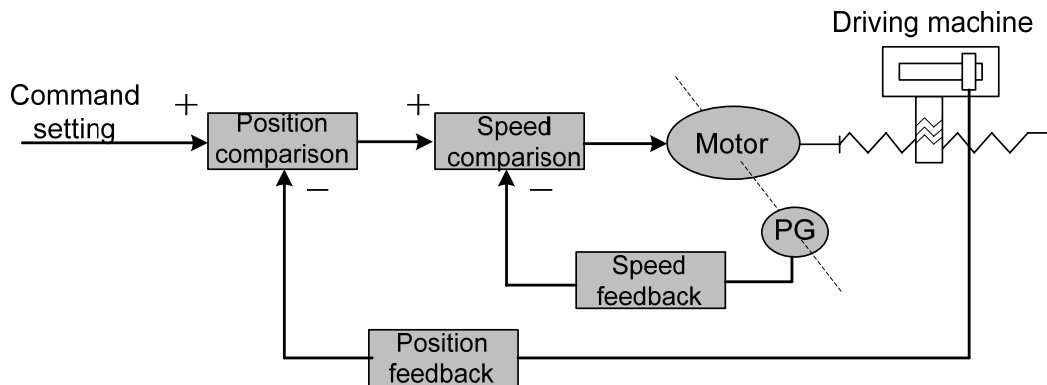 Driving machine
Command
setting
+
Position
comparison
+
Speed
comparison
Motor
−
−
PG
Speed
feedback
Position
feedback